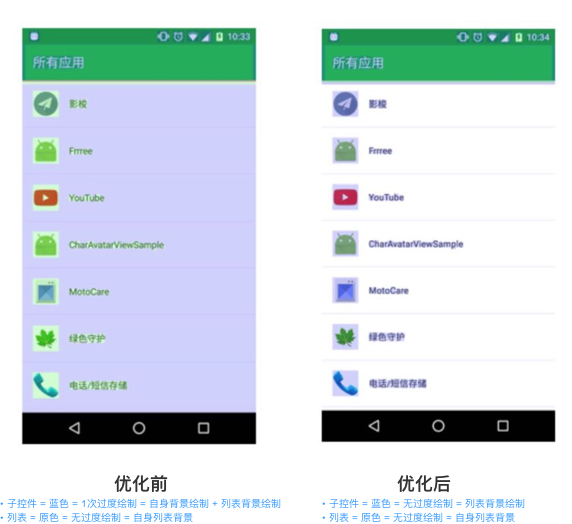 10:33
所有应用
影梭
Frrree
YouTube
CharAvatarViewSample
MotoCare
绿色守护
电话/短信存储
10:34
所有应用
影梭
Frrree
YouTube
CharAvatarViewSample
MotoCare
绿色守护
电话/短信存储
优化前
• 子控件 = 蓝色 = 1次过度绘制 = 自身背景绘制 + 列表背景绘制
• 列表 = 原色 = 无过度绘制 = 自身列表背景
优化后
• 子控件 = 蓝色 = 无过度绘制 = 列表背景绘制
• 列表 = 原色 = 无过度绘制 = 自身背景